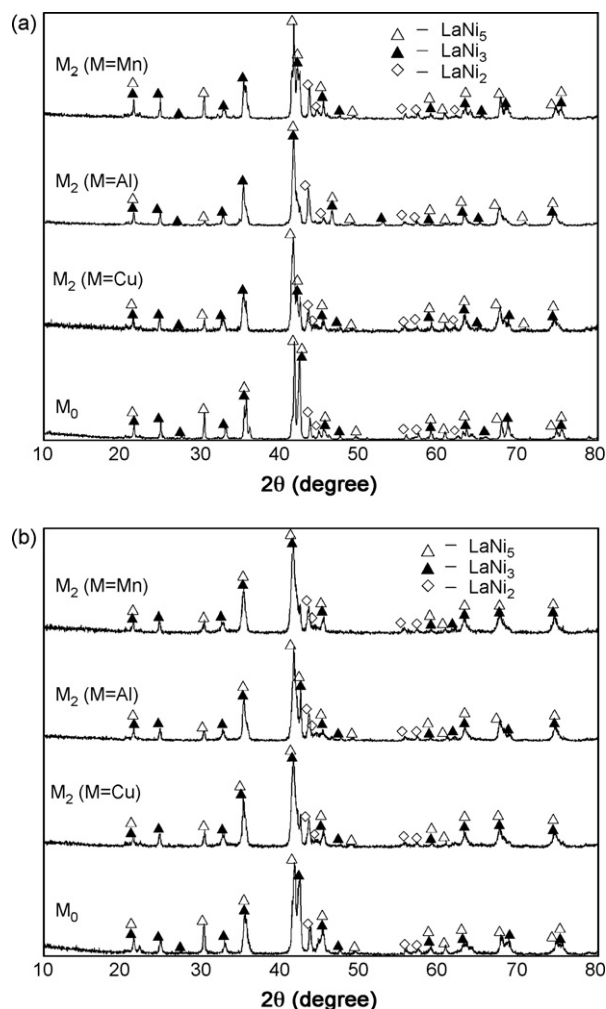 (a)
△ – LaNi₅
▲ – LaNi₃
◇ – LaNi₂
M₂ (M=Mn)
M₂ (M=Al)
M₂ (M=Cu)
M₀
10 20 30 40 50 60 70 80
2θ (degree)
(b)
△ – LaNi₅
▲ – LaNi₃
◇ – LaNi₂
M₂ (M=Mn)
M₂ (M=Al)
M₂ (M=Cu)
M₀
10 20 30 40 50 60 70 80
2θ (degree)